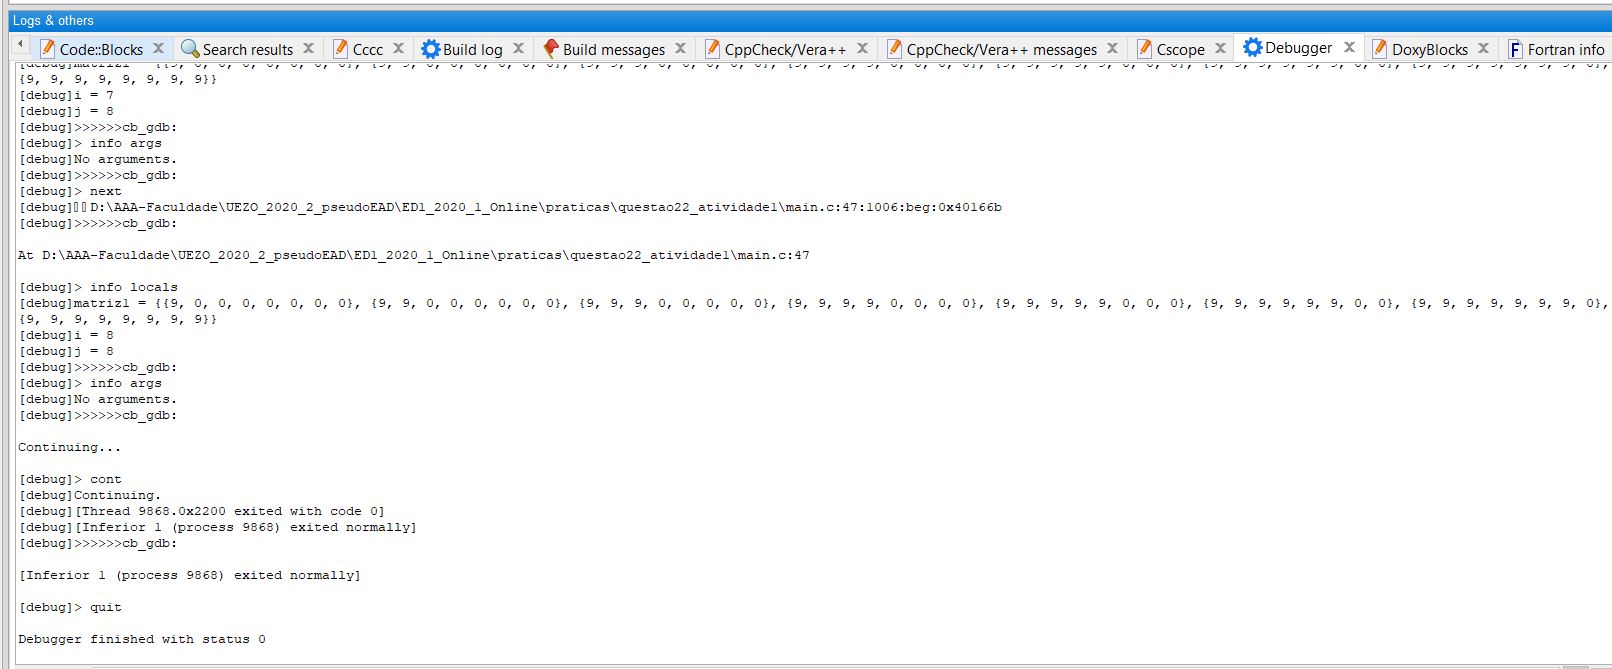 Logs & others
Code::Blocks X Search results X Cccc X Build log X Build messages X CppCheck/Vera++ X CppCheck/Vera++ messages X Cscope X Debugger X DoxyBlocks X Fortran info
{9, 9, 9, 9, 9, 9, 9, 9}}
[debug]i = 7
[debug]j = 8
[debug]>>>>>>cb_gdb:
[debug]> info args
[debug]No arguments.
[debug]>>>>>>cb_gdb:
[debug]> next
[debug]▯▯D:\AAA-Faculdade\UEZO_2020_2_pseudoEAD\ED1_2020_1_Online\praticas\questao22_atividade1\main.c:47:1006:beg:0x40166b
[debug]>>>>>>cb_gdb:
At D:\AAA-Faculdade\UEZO_2020_2_pseudoEAD\ED1_2020_1_Online\praticas\questao22_atividade1\main.c:47
[debug]> info locals
[debug]matriz1 = {{9, 0, 0, 0, 0, 0, 0, 0}, {9, 9, 0, 0, 0, 0, 0, 0}, {9, 9, 9, 0, 0, 0, 0, 0}, {9, 9, 9, 9, 0, 0, 0, 0}, {9, 9, 9, 9, 9, 0, 0, 0}, {9, 9, 9, 9, 9, 9, 0, 0}, {9, 9, 9, 9, 9, 9, 9, 0},
{9, 9, 9, 9, 9, 9, 9, 9}}
[debug]i = 8
[debug]j = 8
[debug]>>>>>>cb_gdb:
[debug]> info args
[debug]No arguments.
[debug]>>>>>>cb_gdb:
Continuing...
[debug]> cont
[debug]Continuing.
[debug][Thread 9868.0x2200 exited with code 0]
[debug][Inferior 1 (process 9868) exited normally]
[debug]>>>>>>cb_gdb:
[Inferior 1 (process 9868) exited normally]
[debug]> quit
Debugger finished with status 0